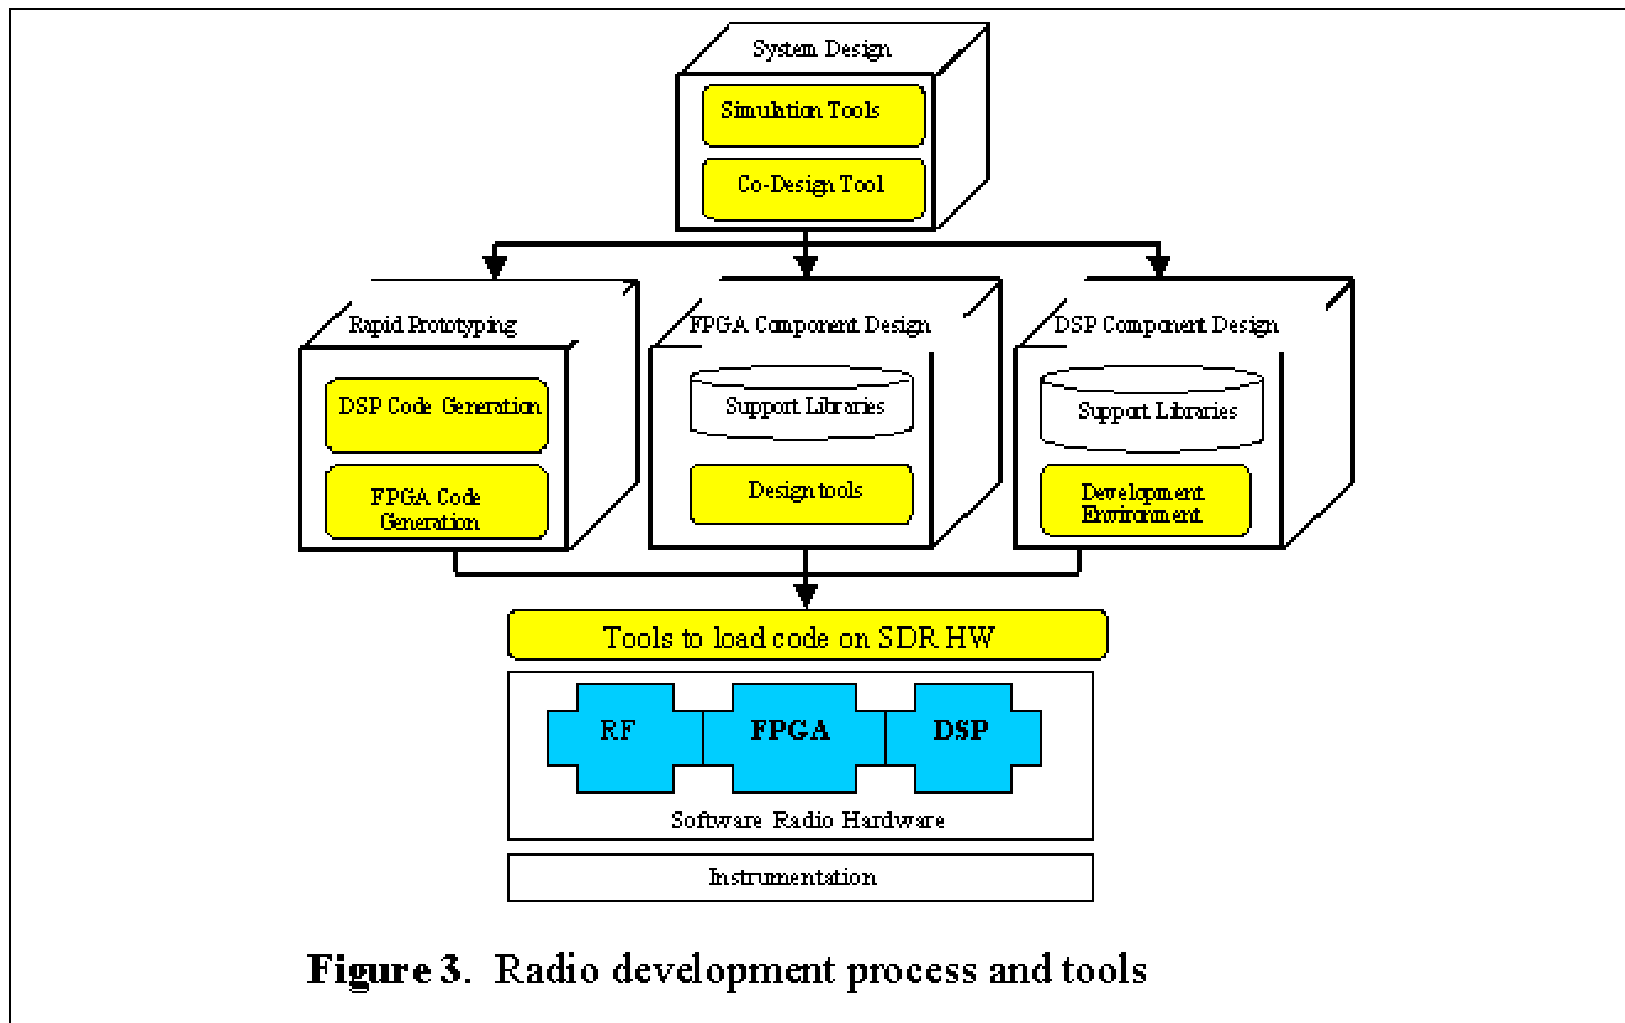 System Design
Simulation Tools
Co-Design Tool
Rapid Prototyping
DSP Code Generation
FPGA Code
Generation
FPGA Component Design
Support Libraries
Design tools
DSP Component Design
Support Libraries
Development
Environment
Tools to load code on SDR HW
RF
FPGA
DSP
Software Radio Hardware
Instrumentation
Figure 3. Radio development process and tools